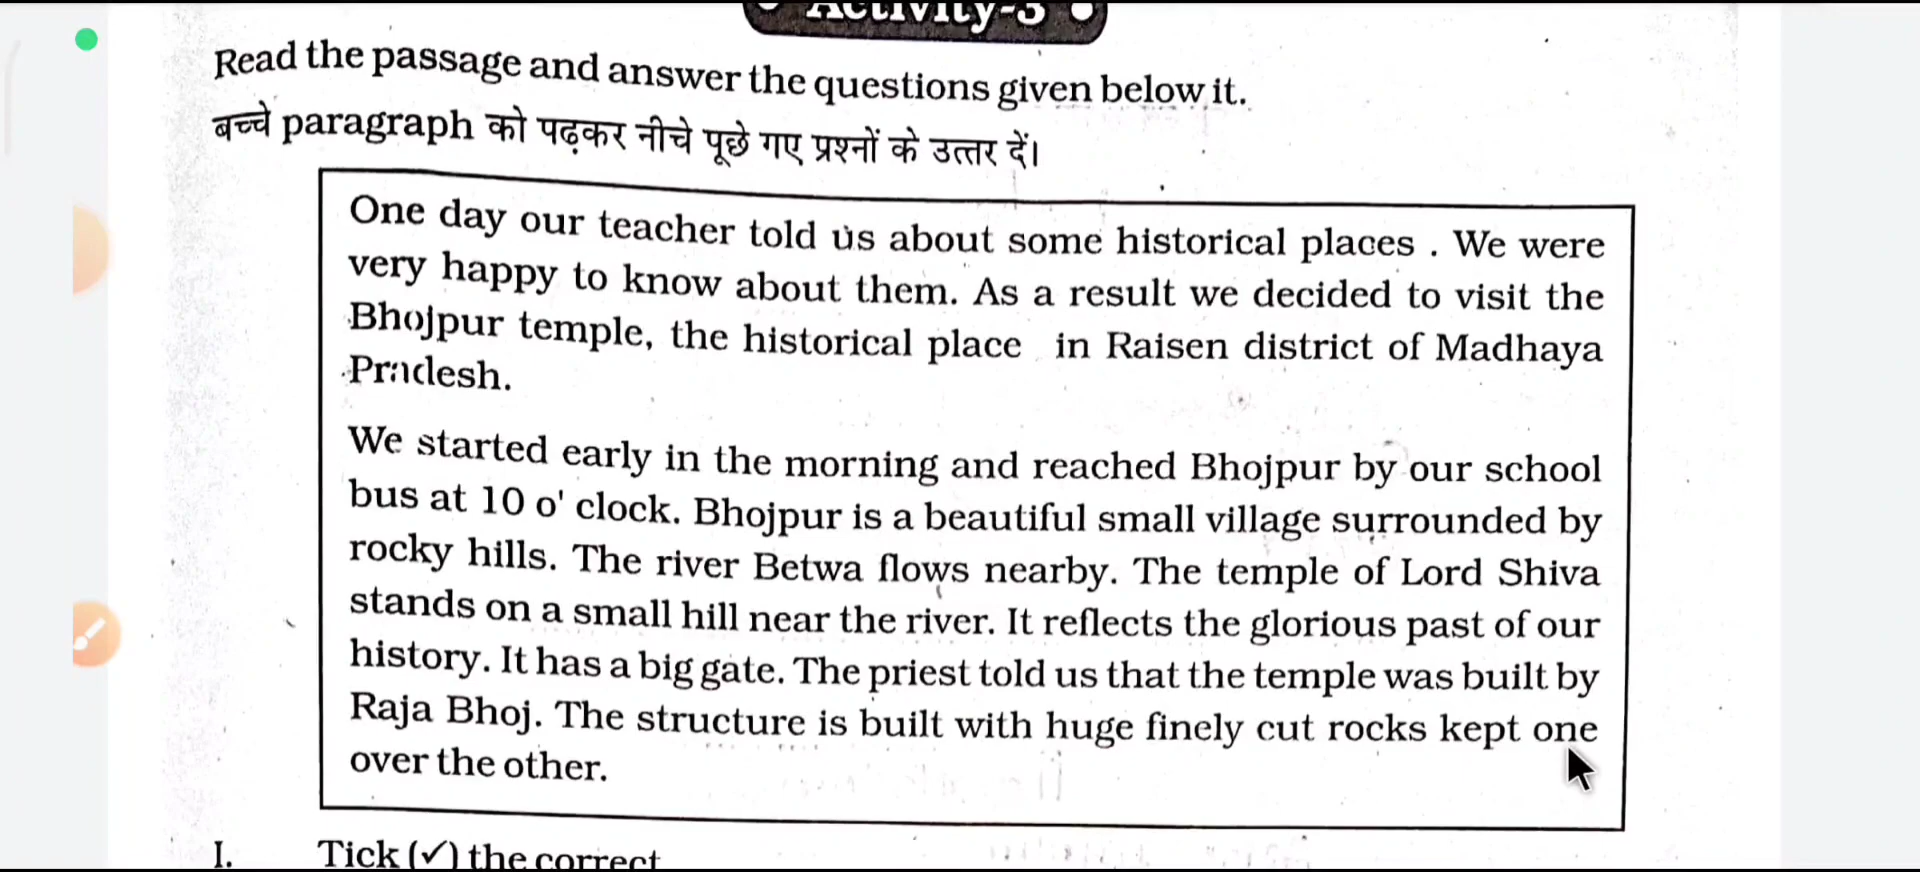 Activity-3
Read the passage and answer the questions given below it.
बच्चे paragraph को पढ़कर नीचे पूछे गए प्रश्नों के उत्तर दें।
One day our teacher told us about some historical places . We were
very happy to know about them. As a result we decided to visit the
Bhojpur temple, the historical place in Raisen district of Madhaya
Pradesh.
We started early in the morning and reached Bhojpur by our school
bus at 10 o' clock. Bhojpur is a beautiful small village surrounded by
rocky hills. The river Betwa flows nearby. The temple of Lord Shiva
stands on a small hill near the river. It reflects the glorious past of our
history. It has a big gate. The priest told us that the temple was built by
Raja Bhoj. The structure is built with huge finely cut rocks kept one
over the other.
I. Tick (✓) the correct